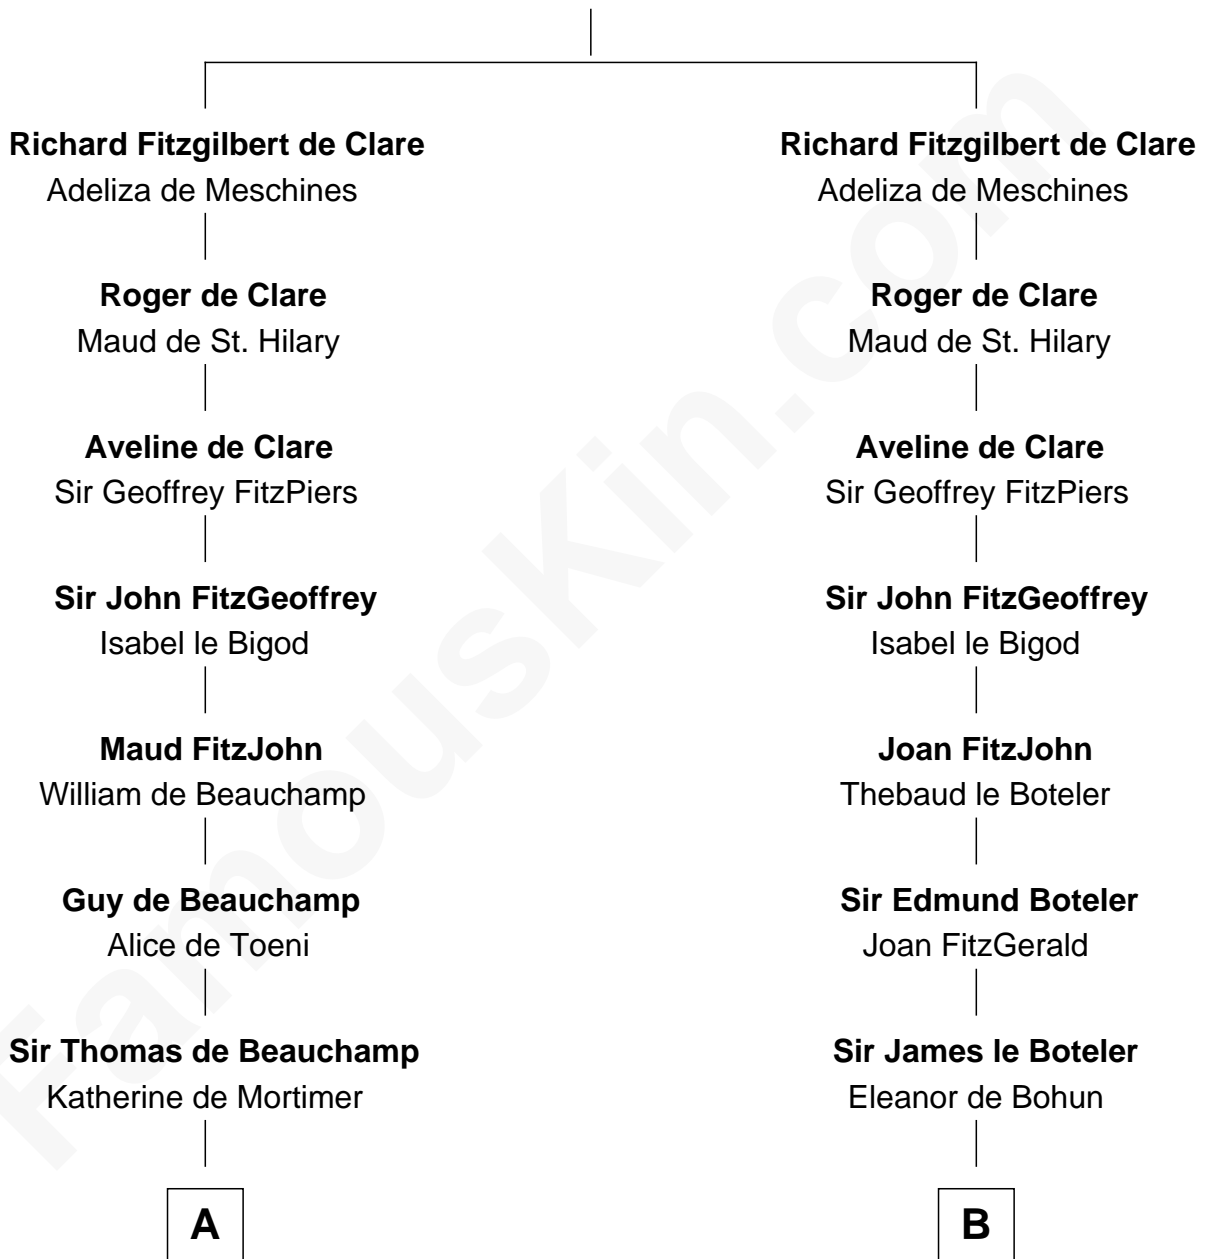 Richard Fitzgilbert de Clare
Adeliza de Meschines
Roger de Clare
Maud de St. Hilary
Aveline de Clare
Sir Geoffrey FitzPiers
Sir John FitzGeoffrey
Isabel le Bigod
Maud FitzJohn
William de Beauchamp
Guy de Beauchamp
Alice de Toeni
Sir Thomas de Beauchamp
Katherine de Mortimer
A
Richard Fitzgilbert de Clare
Adeliza de Meschines
Roger de Clare
Maud de St. Hilary
Aveline de Clare
Sir Geoffrey FitzPiers
Sir John FitzGeoffrey
Isabel le Bigod
Joan FitzJohn
Thebaud le Boteler
Sir Edmund Boteler
Joan FitzGerald
Sir James le Boteler
Eleanor de Bohun
B
FamousKin.com